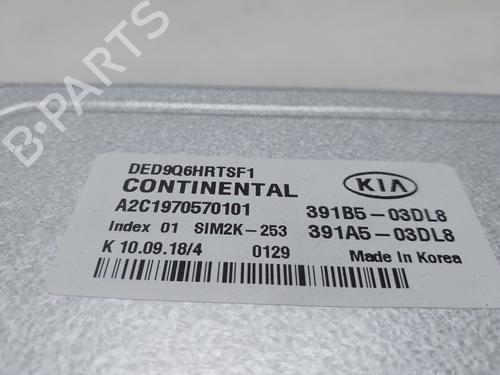 B-PARTS
DED9Q6HRTSF1
CONTINENTAL
KIA
A2C1970570101
391B5-03DL8
Index 01 SIM2K-253
391A5-03DL8
K 10.09.18/4
0129
Made in Korea